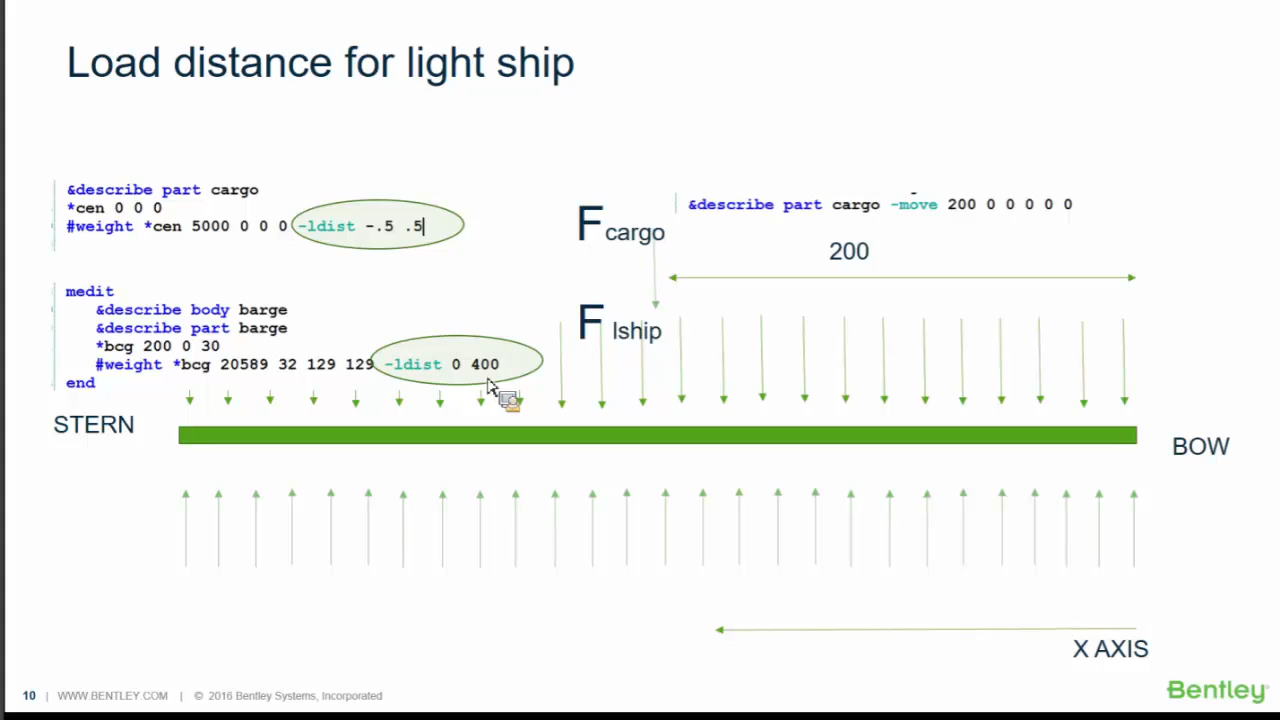 Load distance for light ship
&describe part cargo
*cen 0 0 0
#weight *cen 5000 0 0 0 -ldist -.5 .5
Fcargo
&describe part cargo -move 200 0 0 0 0 0
200
medit
&describe body barge
&describe part barge
*bcg 200 0 30
#weight *bcg 20589 32 129 129 -ldist 0 400
end
F lship
STERN
BOW
X AXIS
10 | WWW.BENTLEY.COM | © 2016 Bentley Systems, Incorporated
Bentley